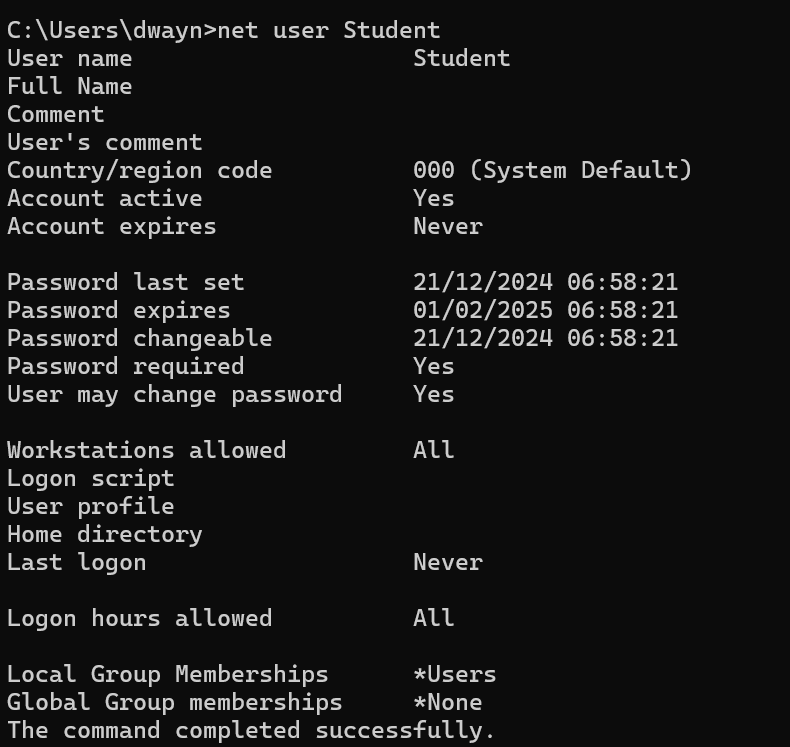 C:\Users\dwayn>net user Student
User name                    Student
Full Name
Comment
User's comment
Country/region code          000 (System Default)
Account active               Yes
Account expires              Never

Password last set            21/12/2024 06:58:21
Password expires             01/02/2025 06:58:21
Password changeable          21/12/2024 06:58:21
Password required            Yes
User may change password     Yes

Workstations allowed         All
Logon script
User profile
Home directory
Last logon                   Never

Logon hours allowed          All

Local Group Memberships      *Users
Global Group memberships     *None
The command completed successfully.